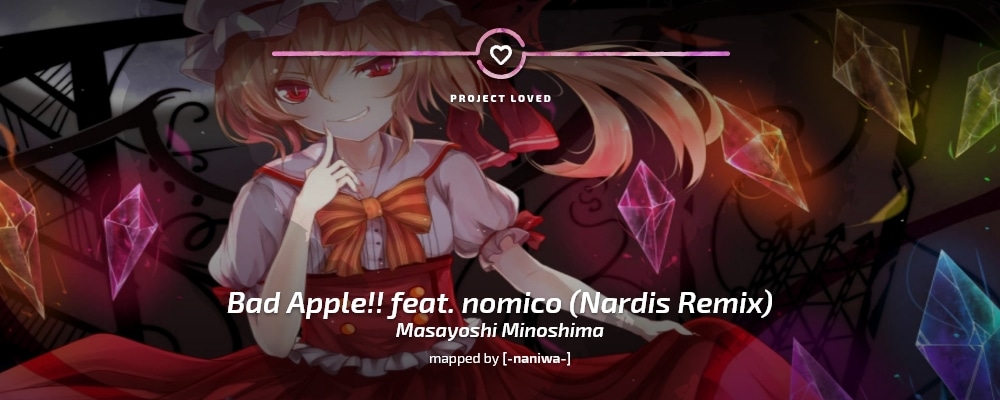 PROJECT LOVED
Bad Apple!! feat. nomico (Nardis Remix)
Masayoshi Minoshima
mapped by [-naniwa-]